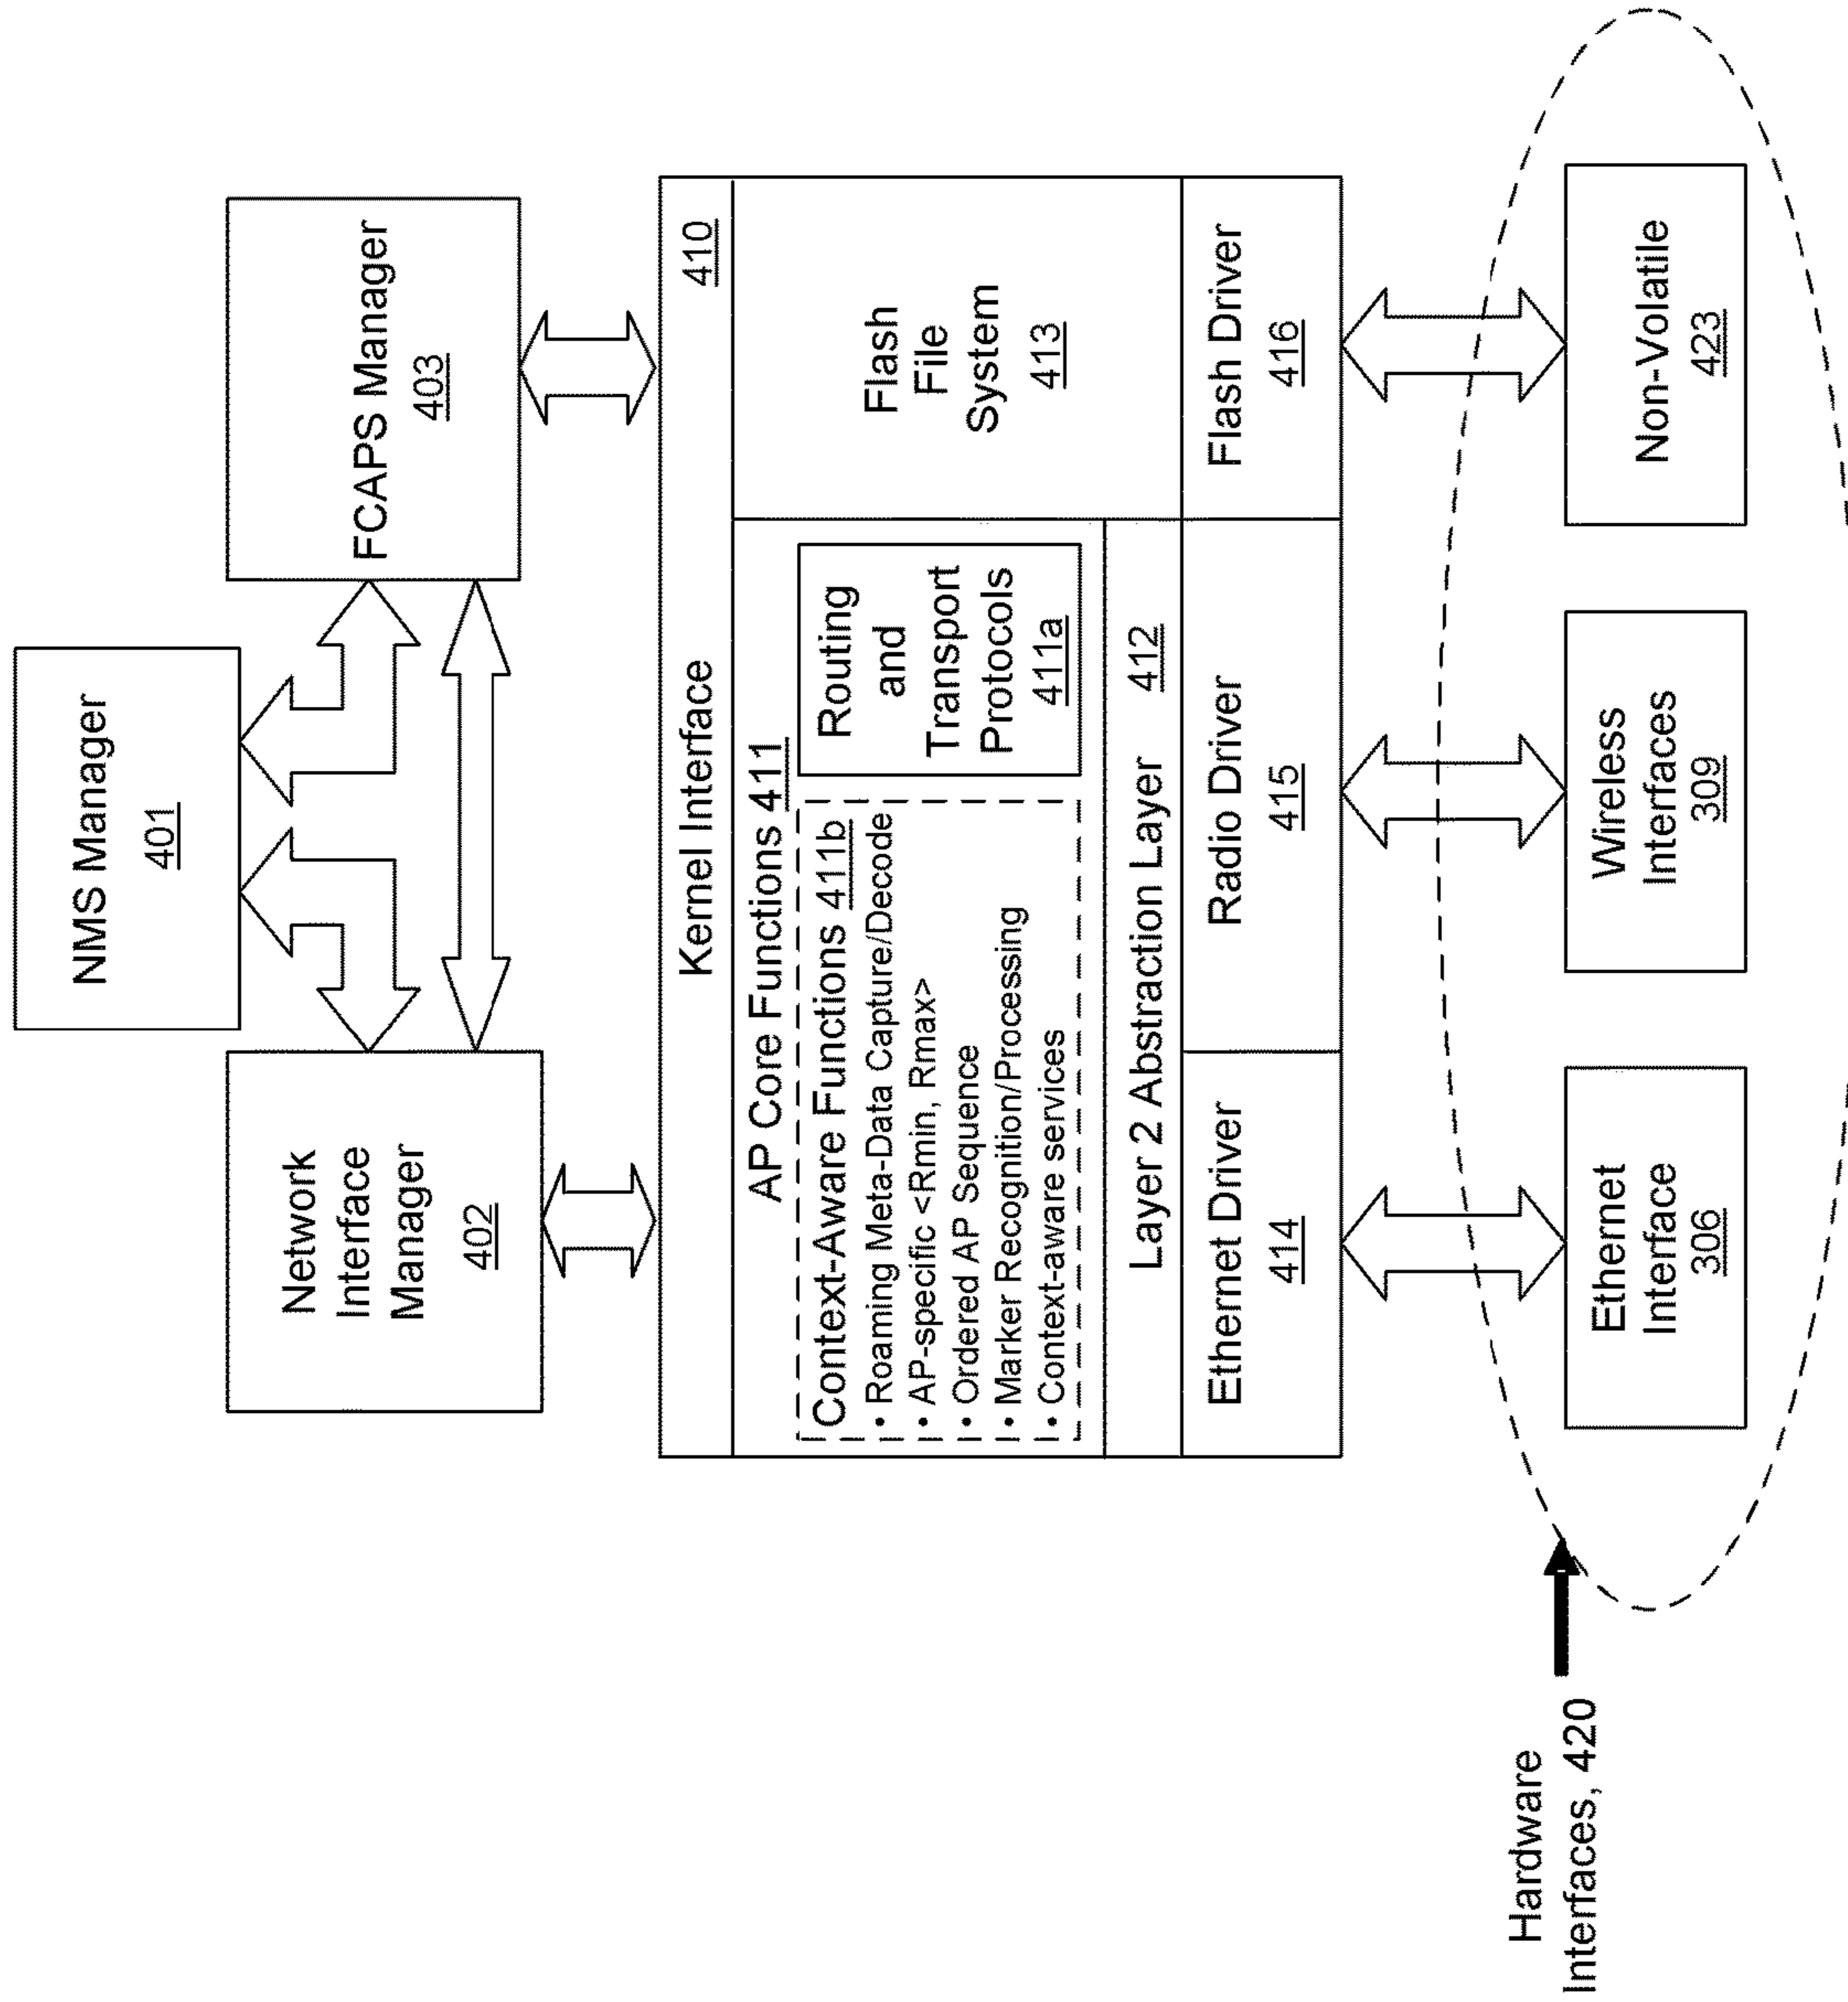 NMS Manager
401
Network
Interface
Manager
402
FCAPS Manager
403
Kernel Interface
410
AP Core Functions 411
Context-Aware Functions 411b
• Roaming Meta-Data Capture/Decode
• AP-specific <Rmin, Rmax>
• Ordered AP Sequence
• Marker Recognition/Processing
• Context-aware services
Routing
and
Transport
Protocols
411a
Flash
File
System
413
Layer 2 Abstraction Layer 412
Ethernet Driver
414
Radio Driver
415
Flash Driver
416
Hardware
Interfaces, 420
Ethernet
Interface
306
Wireless
Interfaces
309
Non-Volatile
423